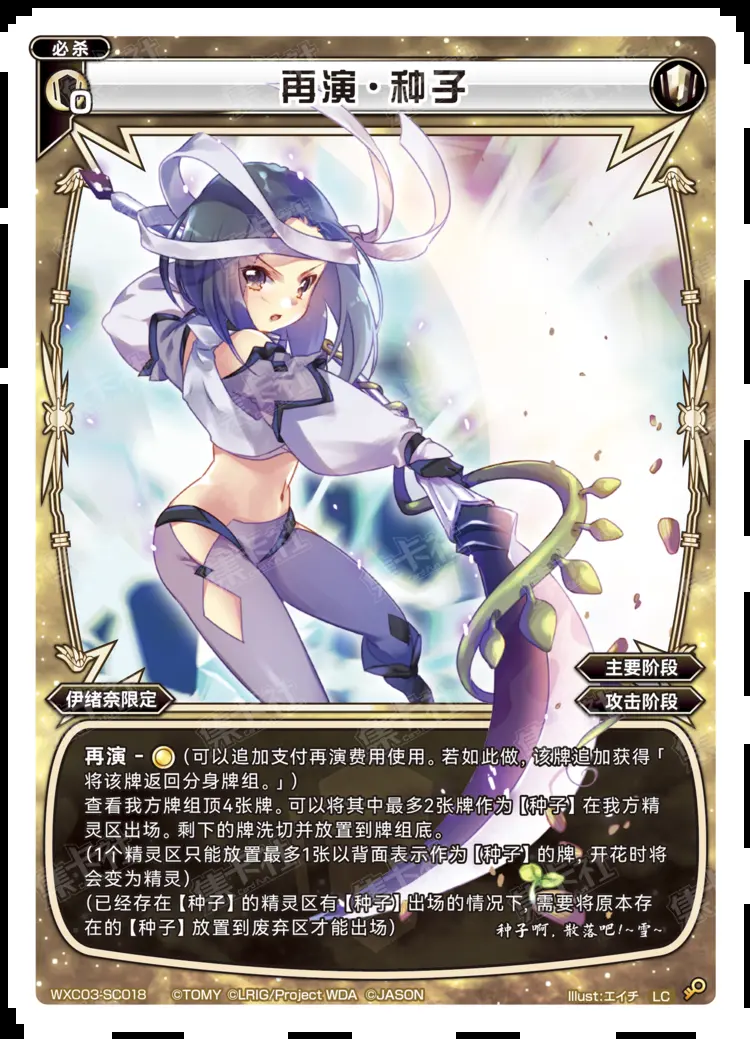 必杀
0
再演·种子
主要阶段
伊绪奈限定
攻击阶段
再演 - (可以追加支付再演费用使用。若如此做, 该牌追加获得「
将该牌返回分身牌组。」)
查看我方牌组顶4张牌。可以将其中最多2张牌作为【种子】在我方精
灵区出场。剩下的牌洗切并放置到牌组底。
(1个精灵区只能放置最多1张以背面表示作为【种子】的牌, 开花时将
会变为精灵)
(已经存在【种子】的精灵区有【种子】出场的情况下, 需要将原本存
在的【种子】放置到废弃区才能出场)
种子啊, 散落吧!~雪~
WXC03-SC018 ©TOMY ©LRIG/Project WDA ©JASON Illust:エイチ LC
集卡社